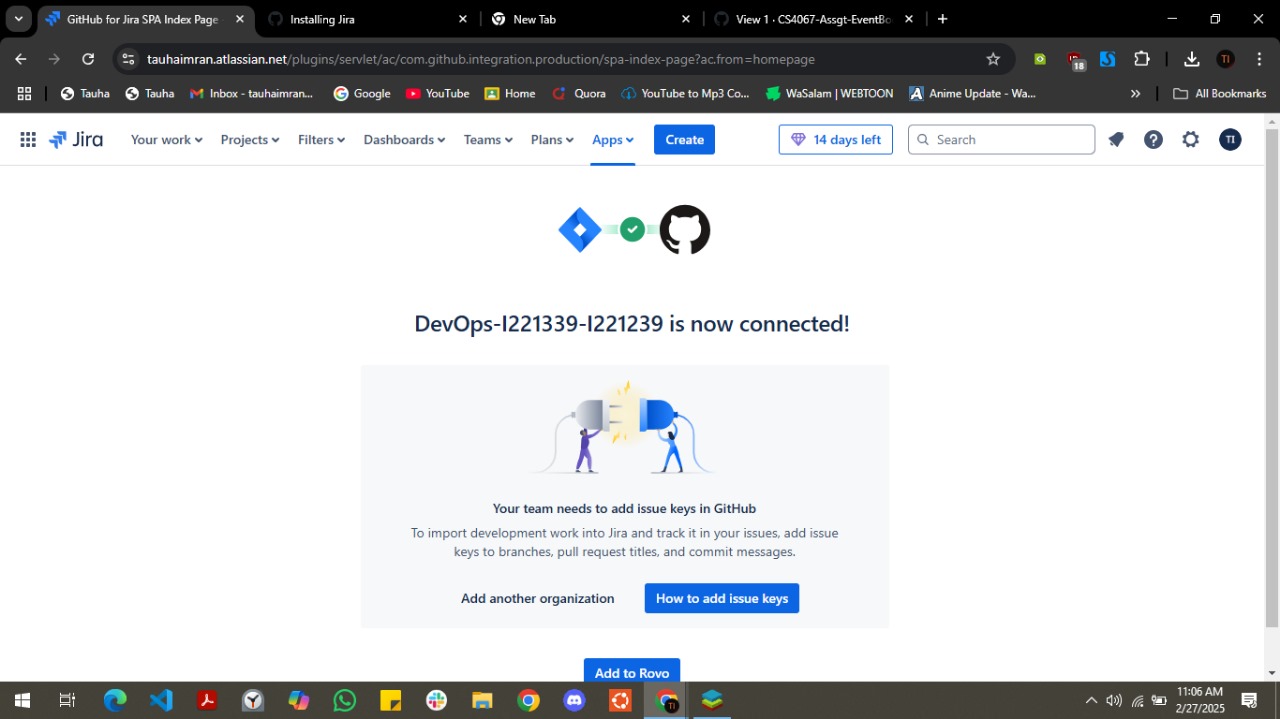 GitHub for Jira SPA Index Page
Installing Jira
New Tab
View 1 · CS4067-Assgt-EventBo
tauhaimran.atlassian.net/plugins/servlet/ac/com.github.integration.production/spa-index-page?ac.from=homepage
18
TI
Tauha
Tauha
Inbox - tauhaimran...
Google
YouTube
Home
Quora
YouTube to Mp3 Co...
WaSalam | WEBTOON
Anime Update - Wa...
»
All Bookmarks
Jira
Your work
Projects
Filters
Dashboards
Teams
Plans
Apps
Create
14 days left
Search
TI
DevOps-I221339-I221239 is now connected!
Your team needs to add issue keys in GitHub
To import development work into Jira and track it in your issues, add issue
keys to branches, pull request titles, and commit messages.
Add another organization
How to add issue keys
Add to Rovo
TI
11:06 AM
2/27/2025